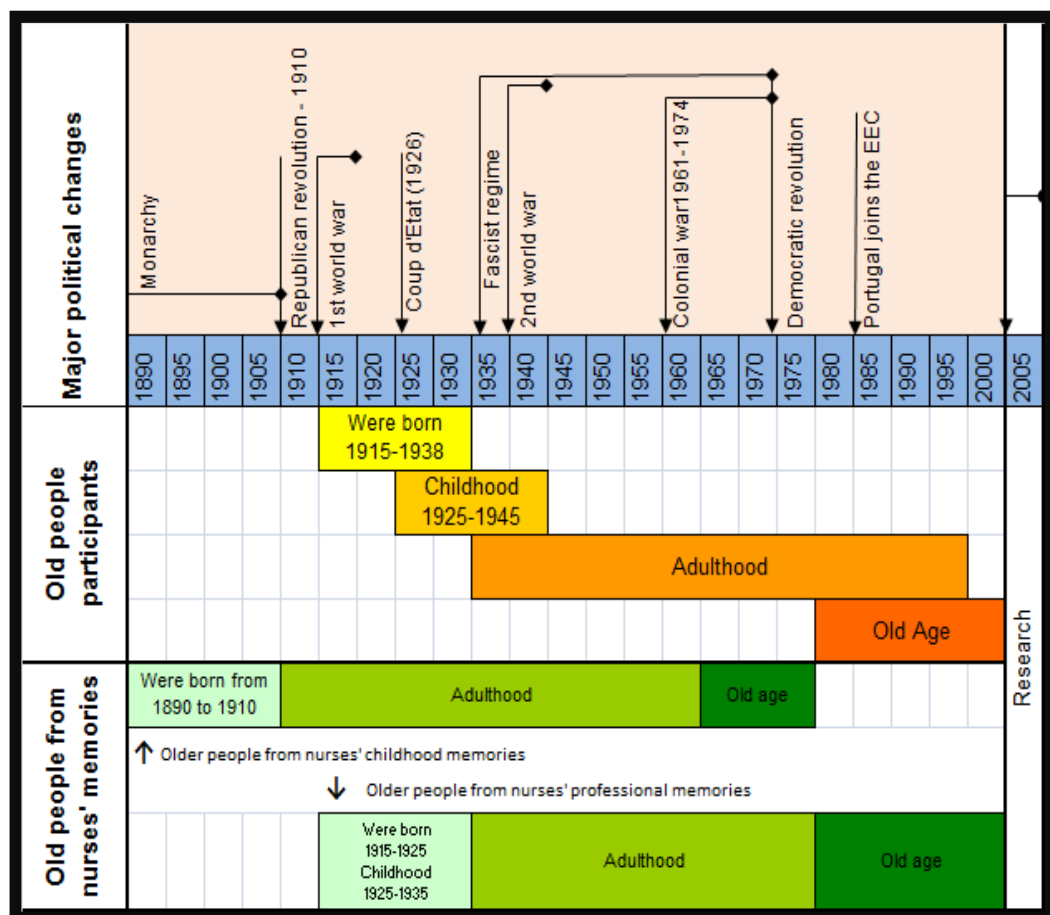 Major political changes
Monarchy
Republican revolution - 1910
1st world war
Coup d'Etat (1926)
Fascist regime
2nd world war
Colonial war1961-1974
Democratic revolution
Portugal joins the EEC
1890
1895
1900
1905
1910
1915
1920
1925
1930
1935
1940
1945
1950
1955
1960
1965
1970
1975
1980
1985
1990
1995
2000
2005
Old people
participants
Were born
1915-1938
Childhood
1925-1945
Adulthood
Old Age
Research
Old people from
nurses' memories
Were born from
1890 to 1910
Adulthood
Old age
↑ Older people from nurses' childhood memories
↓ Older people from nurses' professional memories
Were born
1915-1925
Childhood
1925-1935
Adulthood
Old age